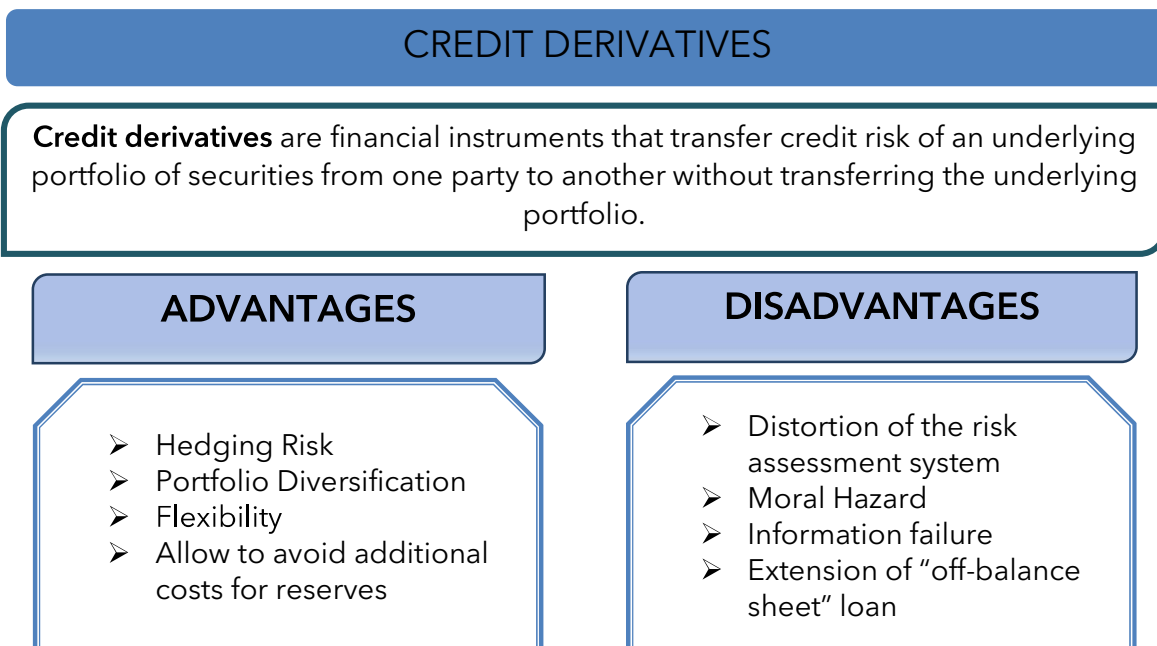 CREDIT DERIVATIVES
Credit derivatives are financial instruments that transfer credit risk of an underlying
portfolio of securities from one party to another without transferring the underlying
portfolio.
ADVANTAGES
➢ Hedging Risk
➢ Portfolio Diversification
➢ Flexibility
➢ Allow to avoid additional
costs for reserves
DISADVANTAGES
➢ Distortion of the risk
assessment system
➢ Moral Hazard
➢ Information failure
➢ Extension of “off-balance
sheet” loan